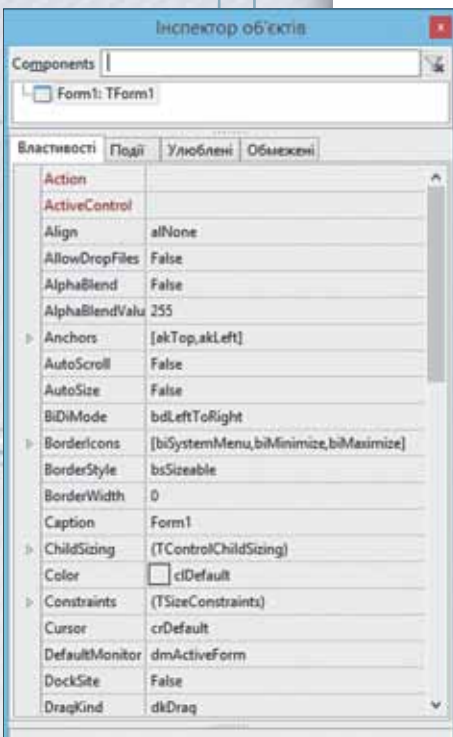 Інспектор об'єктів
x
Components
Form1: TForm1
Властивості Події Улюблені Обмежені
Action
ActiveControl
Align alNone
AllowDropFiles False
AlphaBlend False
AlphaBlendValu 255
Anchors [akTop,akLeft]
AutoScroll False
AutoSize False
BiDiMode bdLeftToRight
BorderIcons [biSystemMenu,biMinimize,biMaximize]
BorderStyle bsSizeable
BorderWidth 0
Caption Form1
ChildSizing (TControlChildSizing)
Color clDefault
Constraints (TSizeConstraints)
Cursor crDefault
DefaultMonitor dmActiveForm
DockSite False
DragKind dkDrag